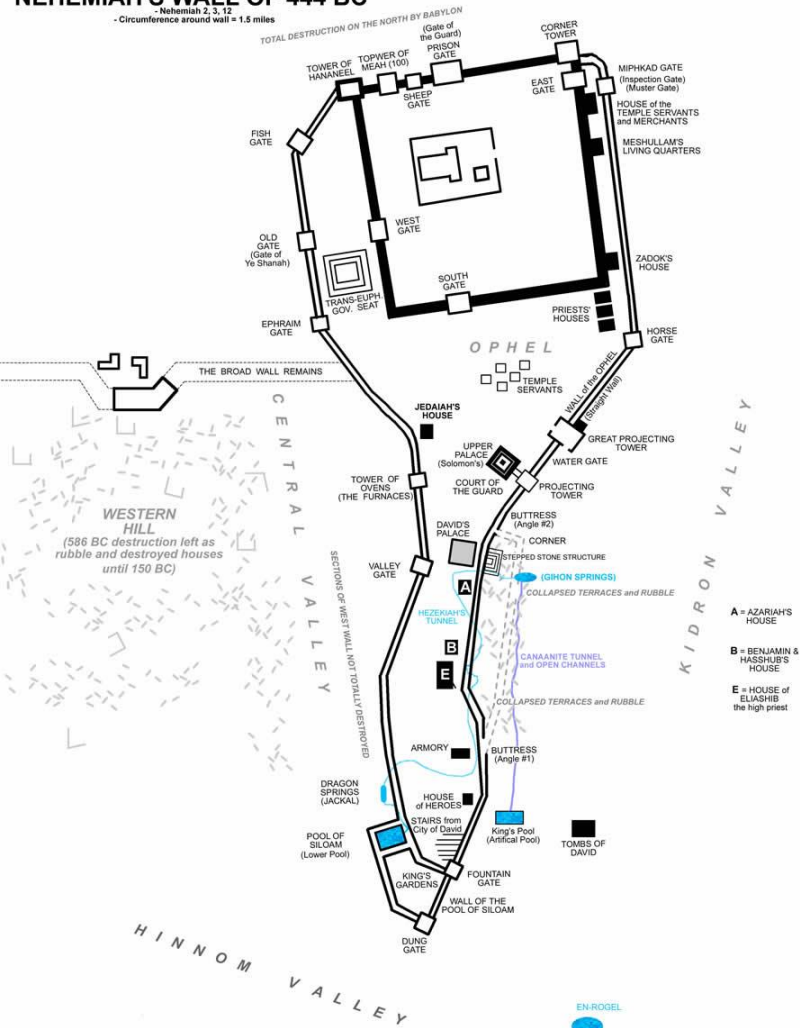 NEHEMIAH'S WALL OF 444 BC
- Nehemiah 2, 3, 12
- Circumference around wall = 1.5 miles
TOTAL DESTRUCTION ON THE NORTH BY BABYLON
(Gate of
the Guard)
PRISON
GATE
CORNER
TOWER
TOWER OF
HANANEEL
TOPWER OF
MEAH (100)
SHEEP
GATE
EAST
GATE
MIPHKAD GATE
(Inspection Gate)
(Muster Gate)
HOUSE of the
TEMPLE SERVANTS
and MERCHANTS
FISH
GATE
MESHULLAM'S
LIVING QUARTERS
WEST
GATE
OLD
GATE
(Gate of
Ye Shanah)
ZADOK'S
HOUSE
SOUTH
GATE
TRANS-EUPH.
GOV. SEAT
PRIESTS'
HOUSES
EPHRAIM
GATE
HORSE
GATE
OPHEL
THE BROAD WALL REMAINS
TEMPLE
SERVANTS
WALL of the OPHEL
(Straight Wall)
JEDAIAH'S
HOUSE
CENTRAL VALLEY
GREAT PROJECTING
TOWER
UPPER
PALACE
(Solomon's)
WATER GATE
COURT OF
THE GUARD
PROJECTING
TOWER
TOWER OF
OVENS
(THE FURNACES)
KIDRON VALLEY
WESTERN
HILL
(586 BC destruction left as
rubble and destroyed houses
until 150 BC)
BUTTRESS
(Angle #2)
DAVID'S
PALACE
CORNER
STEPPED STONE STRUCTURE
VALLEY
GATE
(GIHON SPRINGS)
A
COLLAPSED TERRACES and RUBBLE
SECTIONS OF WEST WALL NOT TOTALLY DESTROYED
HEZEKIAH'S
TUNNEL
A = AZARIAH'S
HOUSE
B
CANAANITE TUNNEL
and OPEN CHANNELS
B = BENJAMIN &
HASSHUB'S
HOUSE
E
E = HOUSE of
ELIASHIB
the high priest
COLLAPSED TERRACES and RUBBLE
ARMORY
BUTTRESS
(Angle #1)
DRAGON
SPRINGS
(JACKAL)
HOUSE
of HEROES
STAIRS from
City of David
King's Pool
(Artifical Pool)
TOMBS OF
DAVID
POOL OF
SILOAM
(Lower Pool)
KING'S
GARDENS
FOUNTAIN
GATE
WALL OF THE
POOL OF SILOAM
DUNG
GATE
HINNOM VALLEY
EN-ROGEL